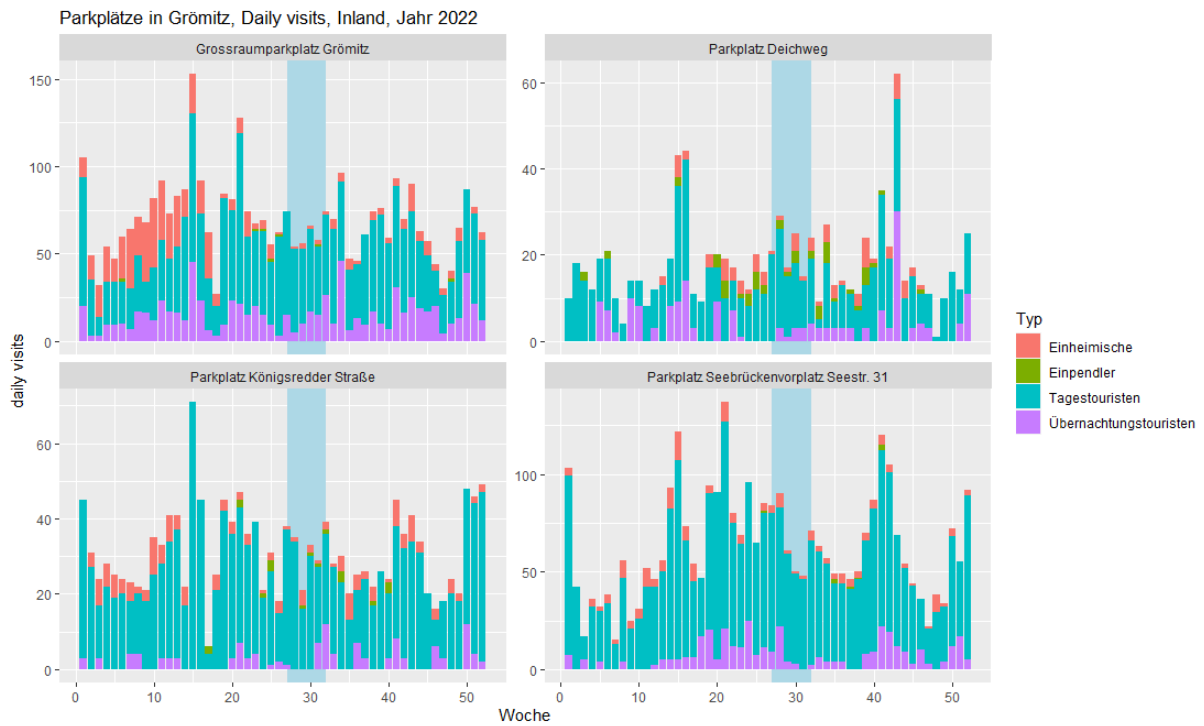 Parkplätze in Grömitz, Daily visits, Inland, Jahr 2022
Grossraumparkplatz Grömitz
Parkplatz Deichweg
150
100
50
0
60
40
20
0
Parkplatz Königsredder Straße
Parkplatz Seebrückenvorplatz Seestr. 31
60
40
20
0
100
50
0
0 10 20 30 40 50
0 10 20 30 40 50
daily visits
Woche
Typ
Einheimische
Einpendler
Tagestouristen
Übernachtungstouristen